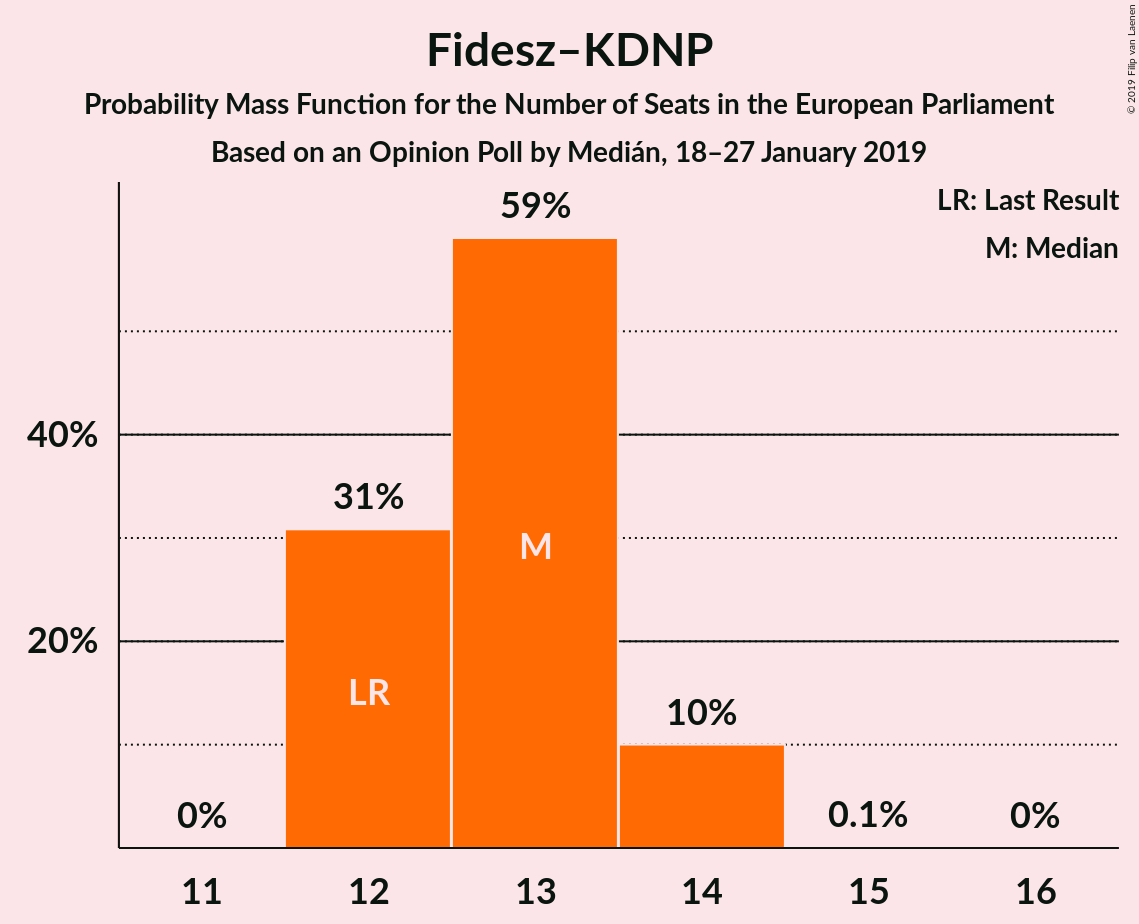 Fidesz–KDNP
Probability Mass Function for the Number of Seats in the European Parliament
Based on an Opinion Poll by Medián, 18–27 January 2019
© 2019 Filip van Laenen
LR: Last Result
M: Median
59%
40%
31%
M
20%
LR
10%
0%
0.1%
0%
11 12 13 14 15 16